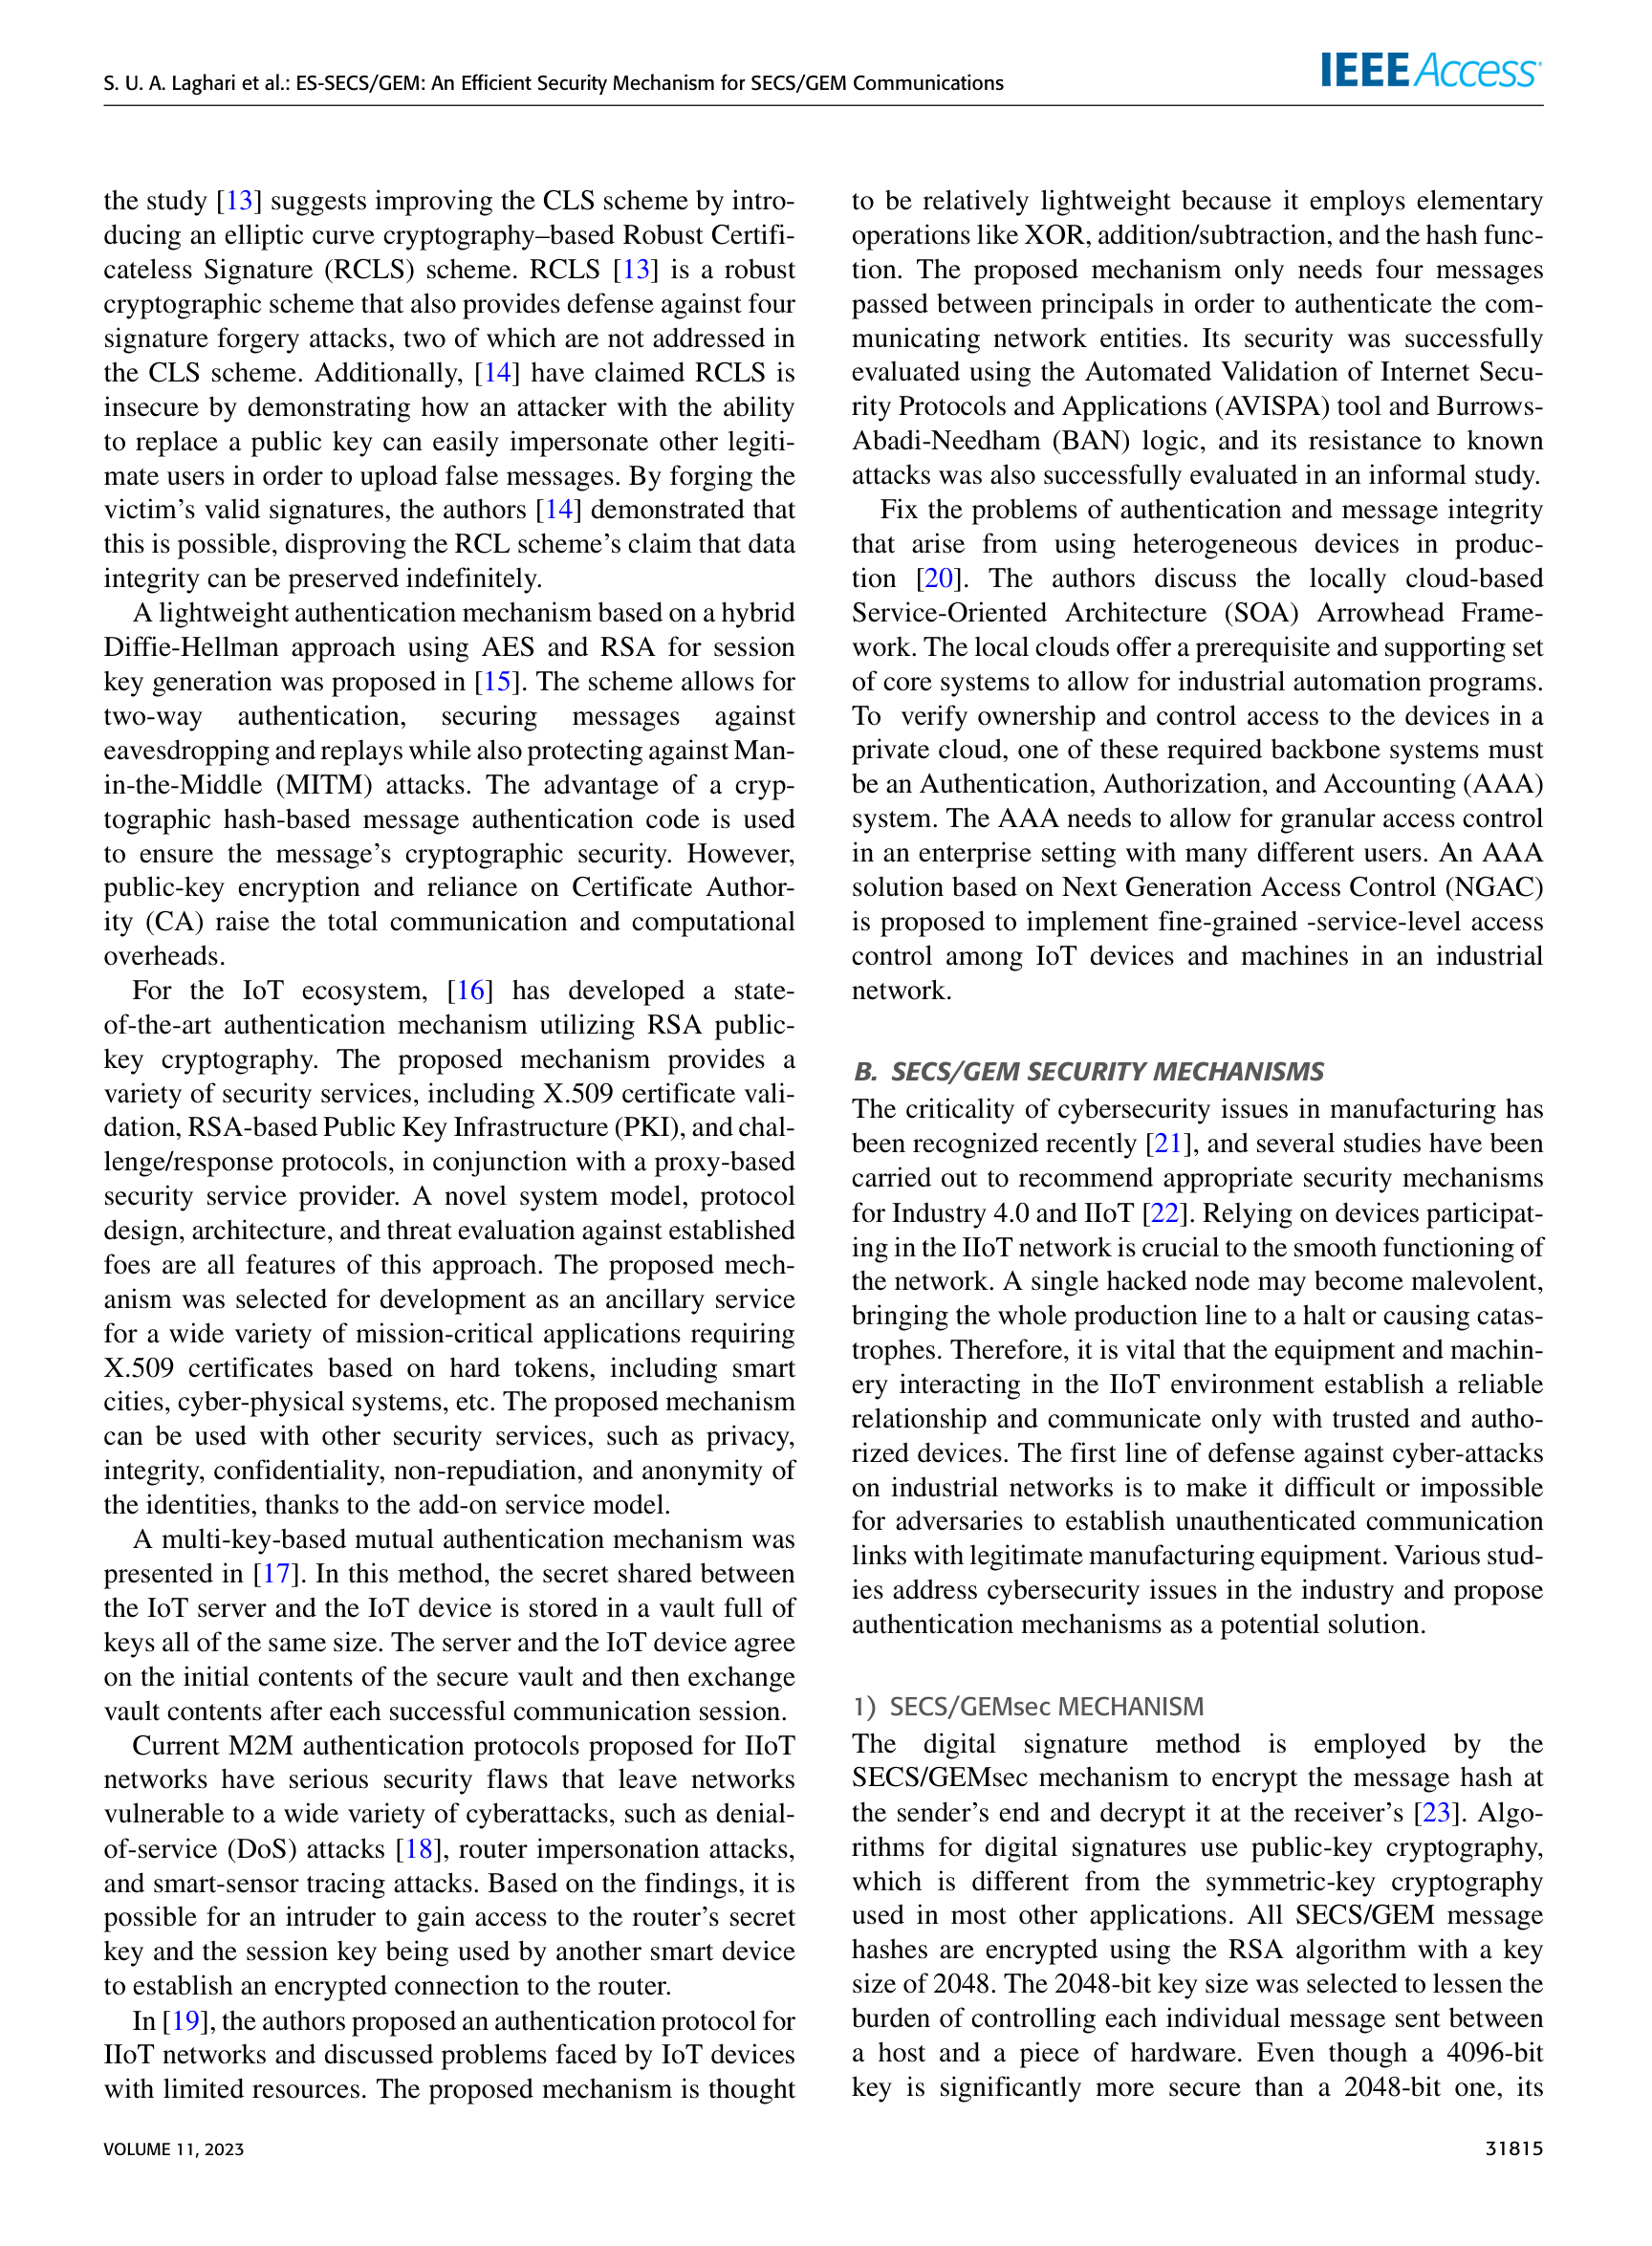 S. U. A. Laghari et al.: ES-SECS/GEM: An Efficient Security Mechanism for SECS/GEM Communications
IEEE Access
the study [13] suggests improving the CLS scheme by intro-
ducing an elliptic curve cryptography–based Robust Certifi-
cateless Signature (RCLS) scheme. RCLS [13] is a robust
cryptographic scheme that also provides defense against four
signature forgery attacks, two of which are not addressed in
the CLS scheme. Additionally, [14] have claimed RCLS is
insecure by demonstrating how an attacker with the ability
to replace a public key can easily impersonate other legiti-
mate users in order to upload false messages. By forging the
victim's valid signatures, the authors [14] demonstrated that
this is possible, disproving the RCL scheme's claim that data
integrity can be preserved indefinitely.
A lightweight authentication mechanism based on a hybrid
Diffie-Hellman approach using AES and RSA for session
key generation was proposed in [15]. The scheme allows for
two-way authentication, securing messages against
eavesdropping and replays while also protecting against Man-
in-the-Middle (MITM) attacks. The advantage of a cryp-
tographic hash-based message authentication code is used
to ensure the message's cryptographic security. However,
public-key encryption and reliance on Certificate Author-
ity (CA) raise the total communication and computational
overheads.
For the IoT ecosystem, [16] has developed a state-
of-the-art authentication mechanism utilizing RSA public-
key cryptography. The proposed mechanism provides a
variety of security services, including X.509 certificate vali-
dation, RSA-based Public Key Infrastructure (PKI), and chal-
lenge/response protocols, in conjunction with a proxy-based
security service provider. A novel system model, protocol
design, architecture, and threat evaluation against established
foes are all features of this approach. The proposed mech-
anism was selected for development as an ancillary service
for a wide variety of mission-critical applications requiring
X.509 certificates based on hard tokens, including smart
cities, cyber-physical systems, etc. The proposed mechanism
can be used with other security services, such as privacy,
integrity, confidentiality, non-repudiation, and anonymity of
the identities, thanks to the add-on service model.
A multi-key-based mutual authentication mechanism was
presented in [17]. In this method, the secret shared between
the IoT server and the IoT device is stored in a vault full of
keys all of the same size. The server and the IoT device agree
on the initial contents of the secure vault and then exchange
vault contents after each successful communication session.
Current M2M authentication protocols proposed for IIoT
networks have serious security flaws that leave networks
vulnerable to a wide variety of cyberattacks, such as denial-
of-service (DoS) attacks [18], router impersonation attacks,
and smart-sensor tracing attacks. Based on the findings, it is
possible for an intruder to gain access to the router's secret
key and the session key being used by another smart device
to establish an encrypted connection to the router.
In [19], the authors proposed an authentication protocol for
IIoT networks and discussed problems faced by IoT devices
with limited resources. The proposed mechanism is thought
to be relatively lightweight because it employs elementary
operations like XOR, addition/subtraction, and the hash func-
tion. The proposed mechanism only needs four messages
passed between principals in order to authenticate the com-
municating network entities. Its security was successfully
evaluated using the Automated Validation of Internet Secu-
rity Protocols and Applications (AVISPA) tool and Burrows-
Abadi-Needham (BAN) logic, and its resistance to known
attacks was also successfully evaluated in an informal study.
Fix the problems of authentication and message integrity
that arise from using heterogeneous devices in produc-
tion [20]. The authors discuss the locally cloud-based
Service-Oriented Architecture (SOA) Arrowhead Frame-
work. The local clouds offer a prerequisite and supporting set
of core systems to allow for industrial automation programs.
To verify ownership and control access to the devices in a
private cloud, one of these required backbone systems must
be an Authentication, Authorization, and Accounting (AAA)
system. The AAA needs to allow for granular access control
in an enterprise setting with many different users. An AAA
solution based on Next Generation Access Control (NGAC)
is proposed to implement fine-grained -service-level access
control among IoT devices and machines in an industrial
network.
B. SECS/GEM SECURITY MECHANISMS
The criticality of cybersecurity issues in manufacturing has
been recognized recently [21], and several studies have been
carried out to recommend appropriate security mechanisms
for Industry 4.0 and IIoT [22]. Relying on devices participat-
ing in the IIoT network is crucial to the smooth functioning of
the network. A single hacked node may become malevolent,
bringing the whole production line to a halt or causing catas-
trophes. Therefore, it is vital that the equipment and machin-
ery interacting in the IIoT environment establish a reliable
relationship and communicate only with trusted and autho-
rized devices. The first line of defense against cyber-attacks
on industrial networks is to make it difficult or impossible
for adversaries to establish unauthenticated communication
links with legitimate manufacturing equipment. Various stud-
ies address cybersecurity issues in the industry and propose
authentication mechanisms as a potential solution.
1) SECS/GEMsec MECHANISM
The digital signature method is employed by the
SECS/GEMsec mechanism to encrypt the message hash at
the sender's end and decrypt it at the receiver's [23]. Algo-
rithms for digital signatures use public-key cryptography,
which is different from the symmetric-key cryptography
used in most other applications. All SECS/GEM message
hashes are encrypted using the RSA algorithm with a key
size of 2048. The 2048-bit key size was selected to lessen the
burden of controlling each individual message sent between
a host and a piece of hardware. Even though a 4096-bit
key is significantly more secure than a 2048-bit one, its
VOLUME 11, 2023
31815